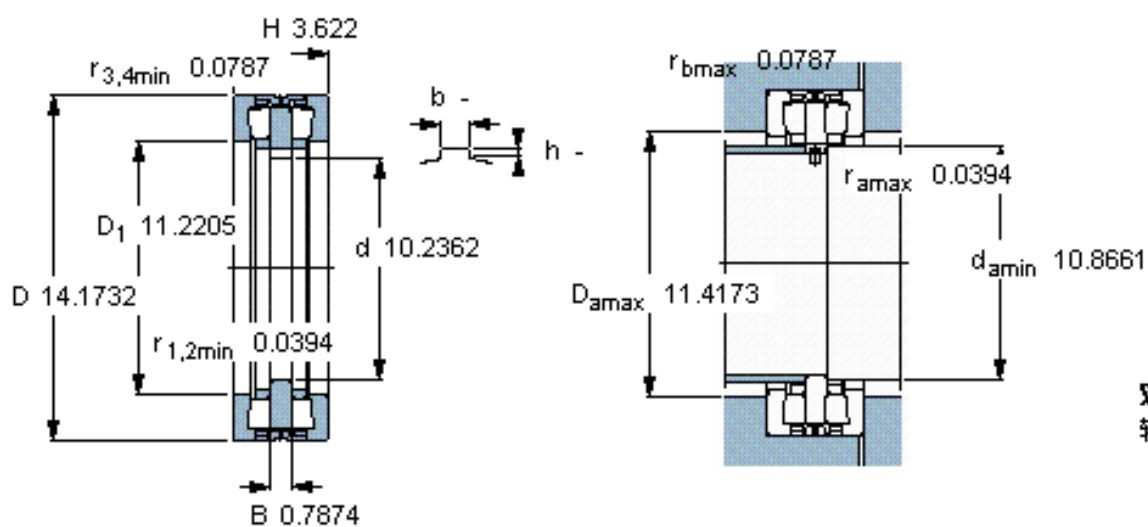 H 3.622
r3,4min 0.0787
b -
h -
D1 11.2205
d 10.2362
D 14.1732
r1,2min 0.0394
B 0.7874
rbmax 0.0787
ramax 0.0394
damin 10.8661
Damax 11.4173